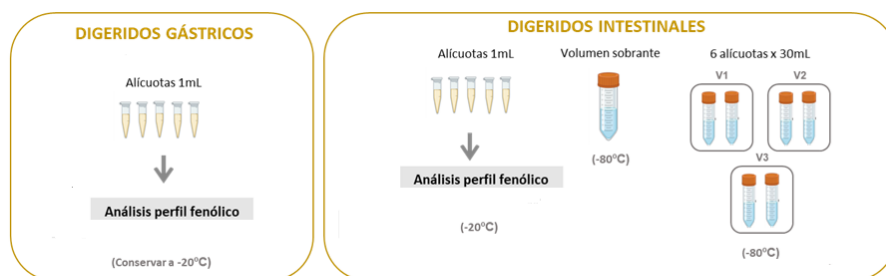 DIGERIDOS GÁSTRICOS
Alícuotas 1mL
Análisis perfil fenólico
(Conservar a -20ºC)
DIGERIDOS INTESTINALES
Alícuotas 1mL
Análisis perfil fenólico
(-20ºC)
Volumen sobrante
(-80ºC)
6 alícuotas x 30mL
V1
V2
V3
(-80ºC)